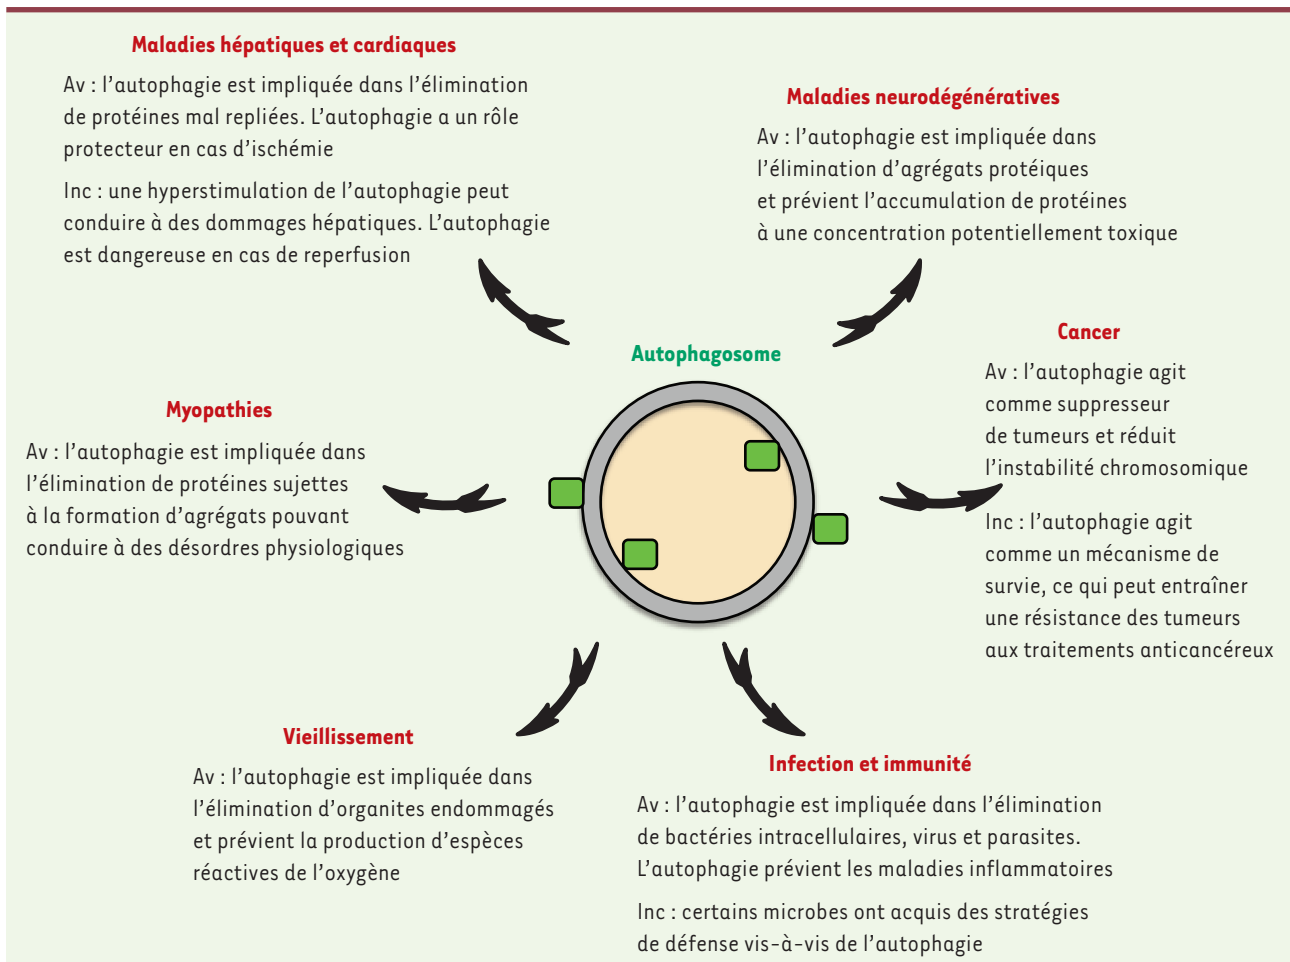 Maladies hépatiques et cardiaques
Av : l’autophagie est impliquée dans l’élimination
de protéines mal repliées. L’autophagie a un rôle
protecteur en cas d’ischémie
Inc : une hyperstimulation de l’autophagie peut
conduire à des dommages hépatiques. L’autophagie
est dangereuse en cas de reperfusion
Maladies neurodégénératives
Av : l’autophagie est impliquée dans
l’élimination d’agrégats protéiques
et prévient l’accumulation de protéines
à une concentration potentiellement toxique
Autophagosome
Cancer
Av : l’autophagie agit
comme suppresseur
de tumeurs et réduit
l’instabilité chromosomique
Inc : l’autophagie agit
comme un mécanisme de
survie, ce qui peut entraîner
une résistance des tumeurs
aux traitements anticancéreux
Myopathies
Av : l’autophagie est impliquée dans
l’élimination de protéines sujettes
à la formation d’agrégats pouvant
conduire à des désordres physiologiques
Vieillissement
Av : l’autophagie est impliquée dans
l’élimination d’organites endommagés
et prévient la production d’espèces
réactives de l’oxygène
Infection et immunité
Av : l’autophagie est impliquée dans l’élimination
de bactéries intracellulaires, virus et parasites.
L’autophagie prévient les maladies inflammatoires
Inc : certains microbes ont acquis des stratégies
de défense vis-à-vis de l’autophagie